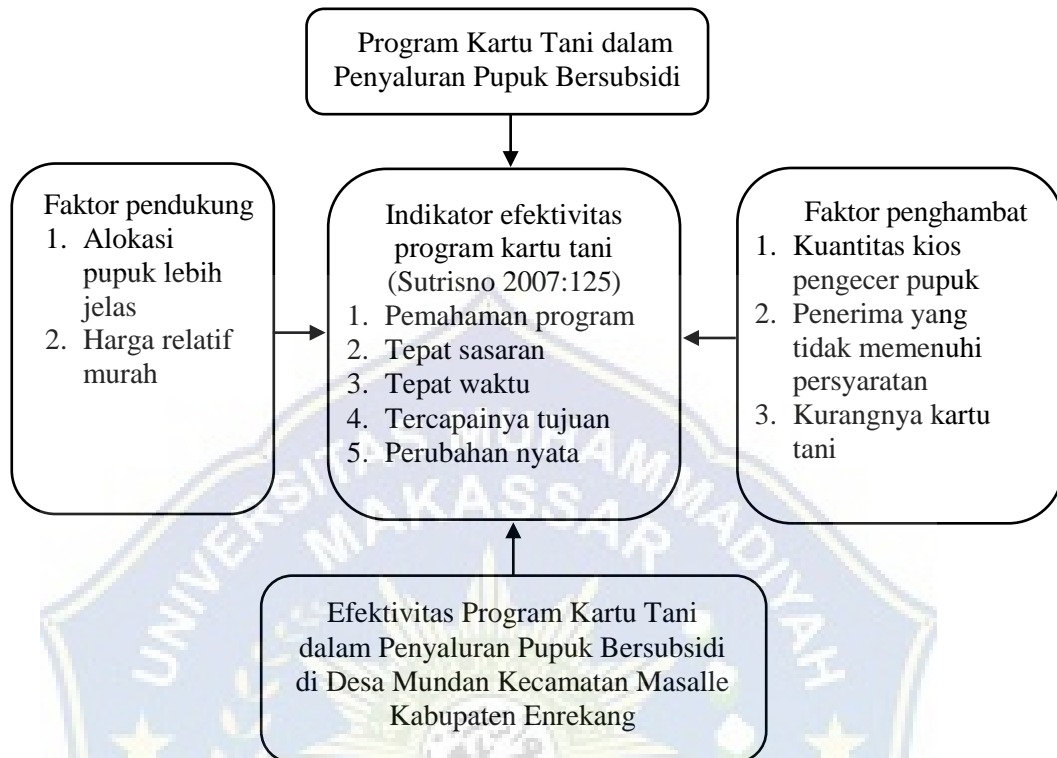 Program Kartu Tani dalam
Penyaluran Pupuk Bersubsidi
Faktor pendukung
1. Alokasi
pupuk lebih
jelas
2. Harga relatif
murah
Indikator efektivitas
program kartu tani
(Sutrisno 2007:125)
1. Pemahaman program
2. Tepat sasaran
3. Tepat waktu
4. Tercapainya tujuan
5. Perubahan nyata
Faktor penghambat
1. Kuantitas kios
pengecer pupuk
2. Penerima yang
tidak memenuhi
persyaratan
3. Kurangnya kartu
tani
Efektivitas Program Kartu Tani
dalam Penyaluran Pupuk Bersubsidi
di Desa Mundan Kecamatan Masalle
Kabupaten Enrekang
UNIVERSITAS MUHAMMADIYAH
MAKASSAR